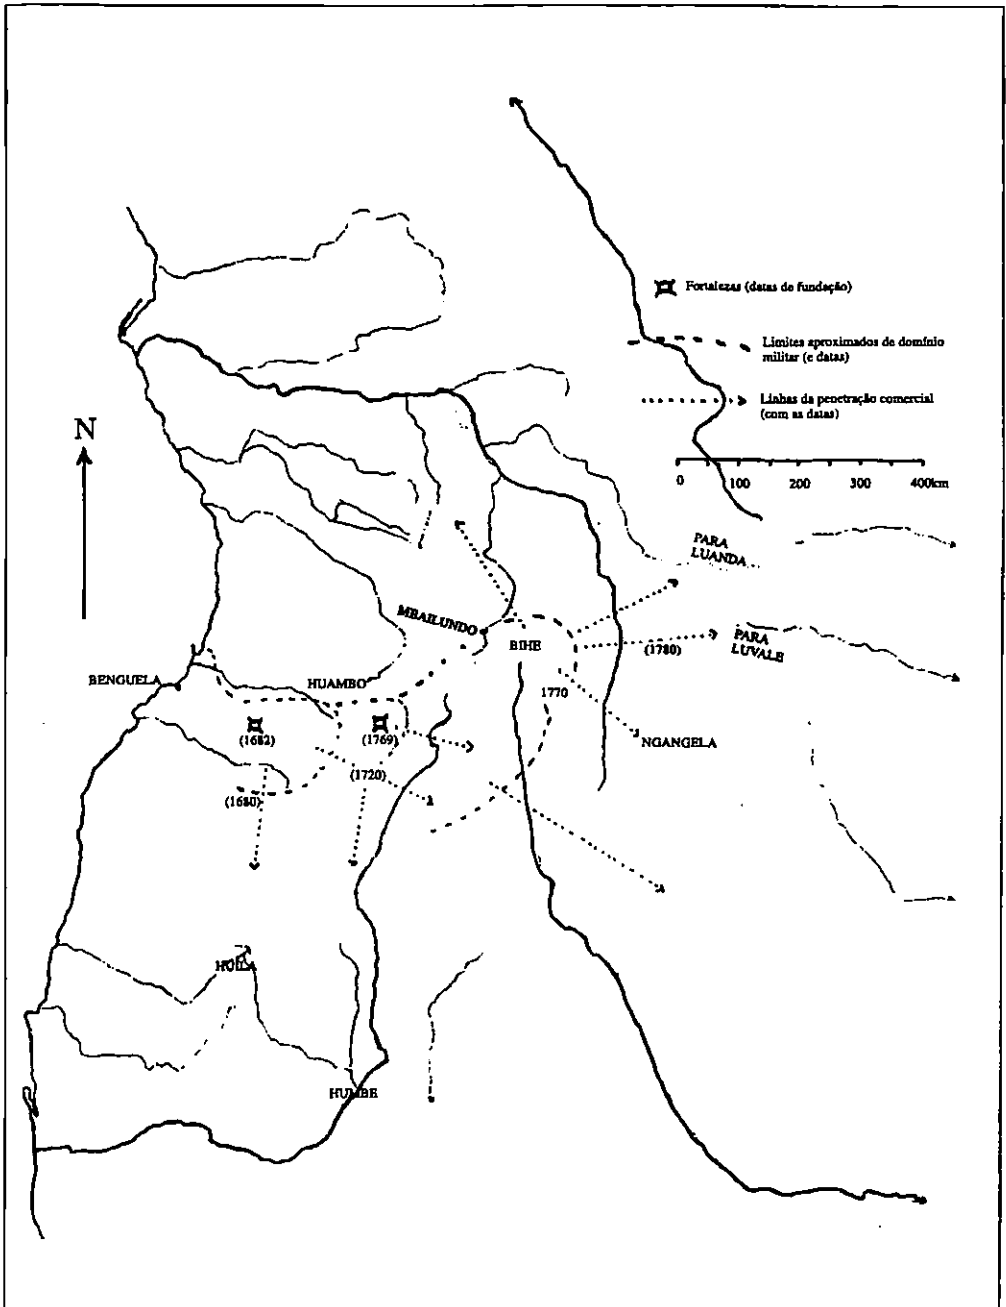 Fortalezas (datas de fundação)
Limites aproximados de domínio
militar (e datas)
Linhas da penetração comercial
(com as datas)
N
0 100 200 300 400km
PARA
LUANDA
MBAILUNDO
BIHE
(1780)
PARA
LUVALE
BENGUELA
HUAMBO
1770
(1682)
(1769)
NGANGELA
(1720)
(1680)
HUILA
HUMBE